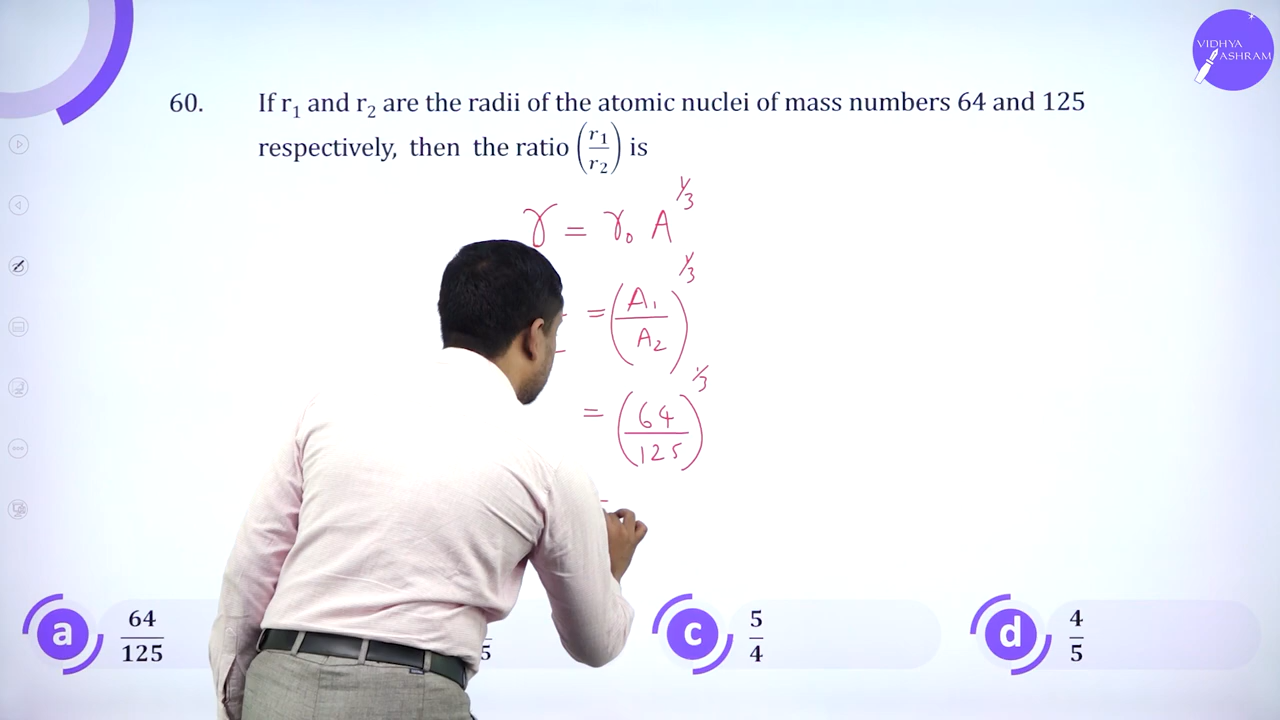 VIDHYA
ASHRAM
60. If r₁ and r₂ are the radii of the atomic nuclei of mass numbers 64 and 125
respectively, then the ratio (r₁/r₂) is
γ = γ₀ A^1/3
= (A₁/A₂)^1/3
= (64/125)^1/3
a 64/125
5
c 5/4
d 4/5